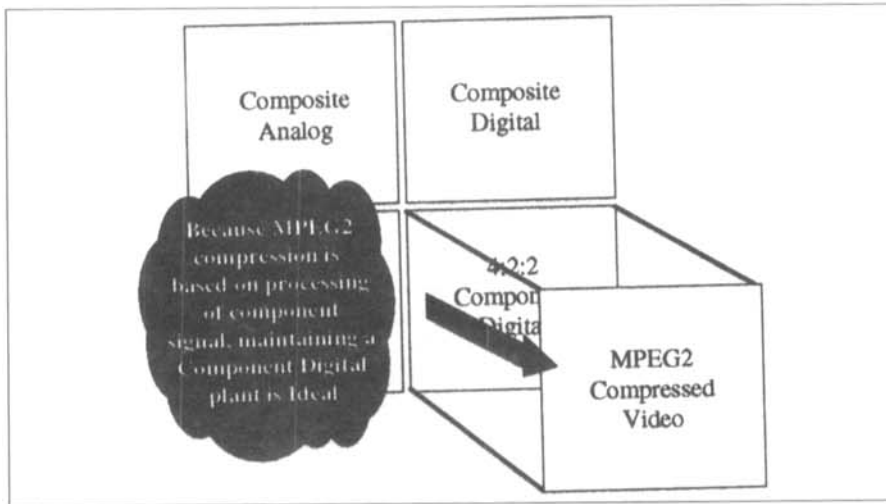 Composite
Analog
Composite
Digital
Because MPEG2
compression is
based on processing
of component
signal, maintaining a
Component Digital
plant is Ideal
4:2:2
Compon
Digita
MPEG2
Compressed
Video